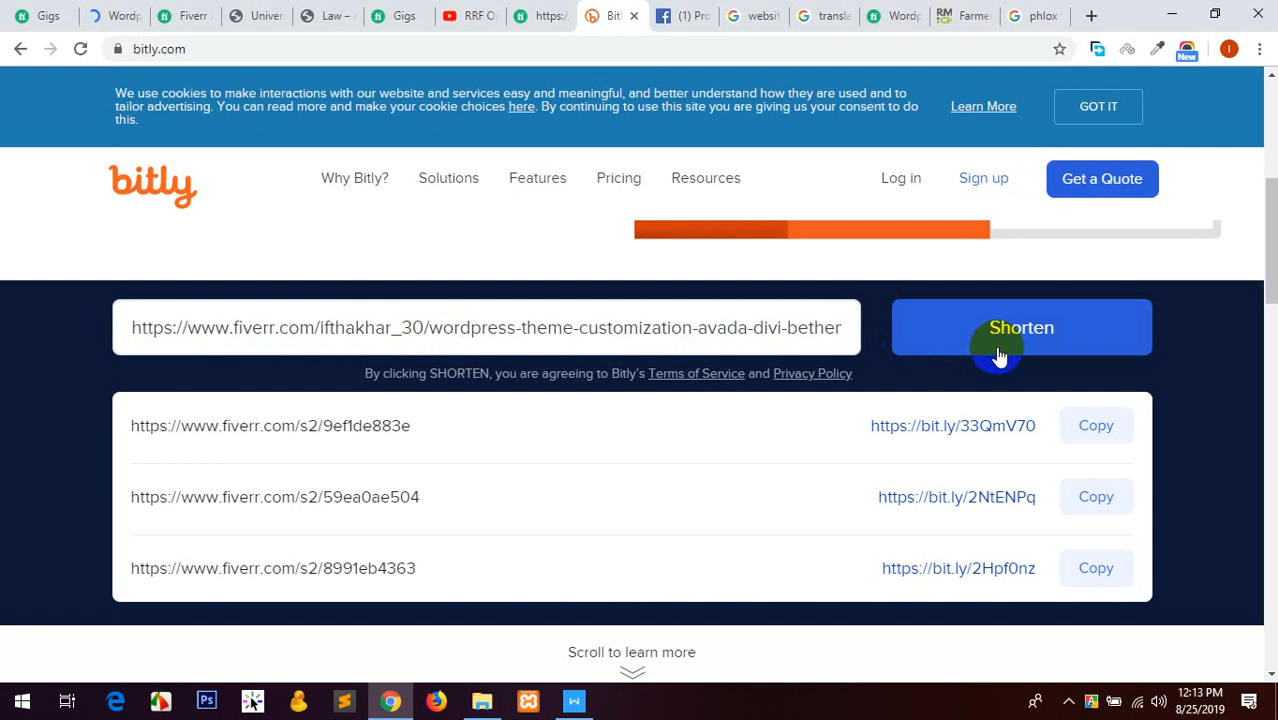 Gigs
Wordp
Fiverr
Univer
Law –
Gigs
RRF O
https:/
Bitl
(1) Pro
websit
transla
Wordp
Farme
phlox
bitly.com
New
We use cookies to make interactions with our website and services easy and meaningful, and better understand how they are used and to
tailor advertising. You can read more and make your cookie choices here. By continuing to use this site you are giving us your consent to do
this.
Learn More
GOT IT
bitly
Why Bitly?
Solutions
Features
Pricing
Resources
Log in
Sign up
Get a Quote
https://www.fiverr.com/ifthakhar_30/wordpress-theme-customization-avada-divi-bether
Shorten
By clicking SHORTEN, you are agreeing to Bitly's Terms of Service and Privacy Policy
https://www.fiverr.com/s2/9ef1de883e
https://bit.ly/33QmV70
Copy
https://www.fiverr.com/s2/59ea0ae504
https://bit.ly/2NtENPq
Copy
https://www.fiverr.com/s2/8991eb4363
https://bit.ly/2Hpf0nz
Copy
Scroll to learn more
12:13 PM
8/25/2019